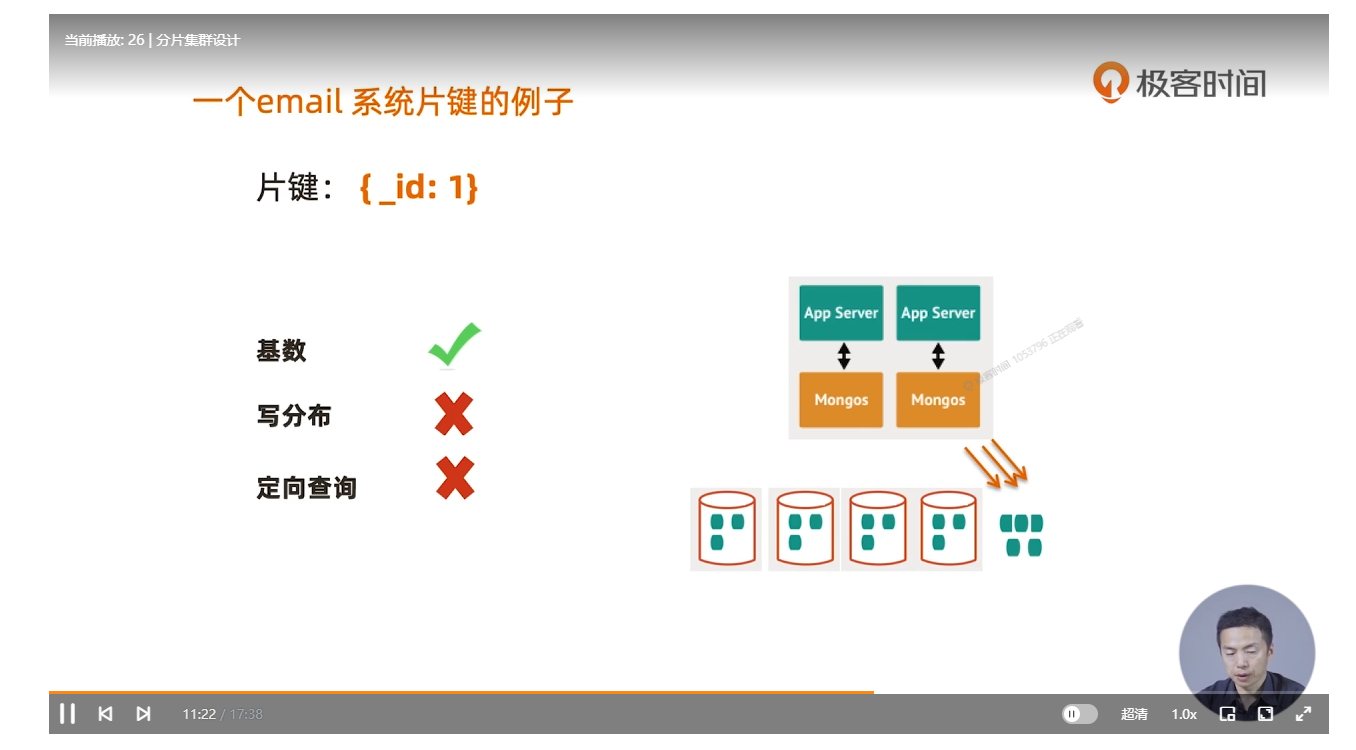 当前播放: 26 | 分片集群设计
极客时间
一个email 系统片键的例子
片键： { _id: 1}
基数
写分布
定向查询
App Server App Server
Mongos Mongos
极客时间 1053796 正在观看
11:22 / 17:38
超清 1.0x